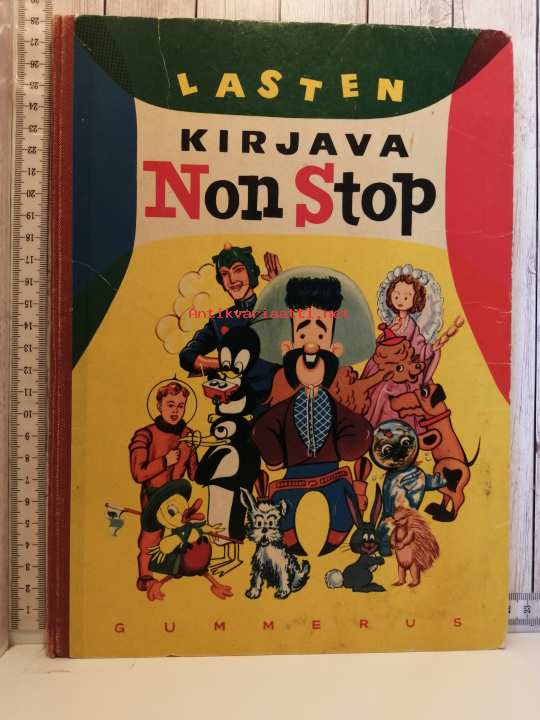 LASTEN
KIRJAVA
Non Stop
Antikvariaatti.net
GUMMERUS